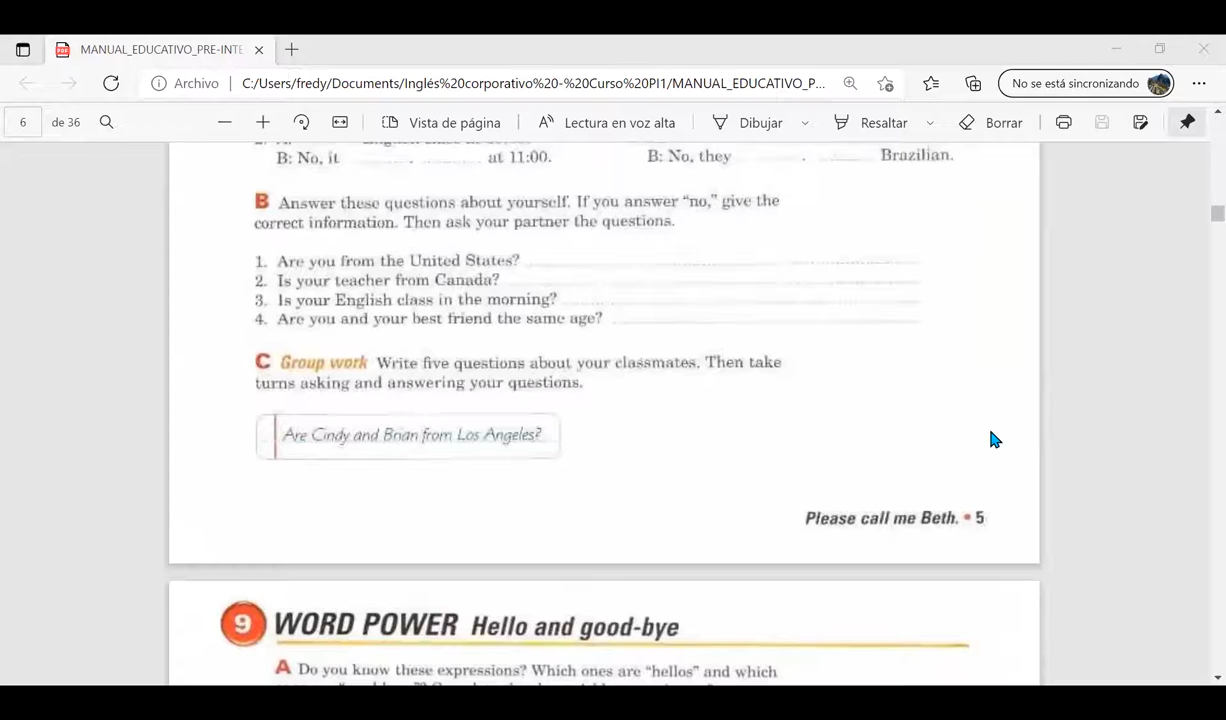 MANUAL_EDUCATIVO_PRE-INTE
Archivo C:/Users/fredy/Documents/Inglés%20corporativo%20-%20Curso%20PI1/MANUAL_EDUCATIVO_P... No se está sincronizando
6 de 36 Vista de página Lectura en voz alta Dibujar Resaltar Borrar
B: No, it at 11:00. B: No, they . Brazilian.
B Answer these questions about yourself. If you answer “no,” give the
correct information. Then ask your partner the questions.
1. Are you from the United States?
2. Is your teacher from Canada?
3. Is your English class in the morning?
4. Are you and your best friend the same age?
C Group work Write five questions about your classmates. Then take
turns asking and answering your questions.
Are Cindy and Brian from Los Angeles?
Please call me Beth. • 5
9 WORD POWER Hello and good-bye
A Do you know these expressions? Which ones are “hellos” and which